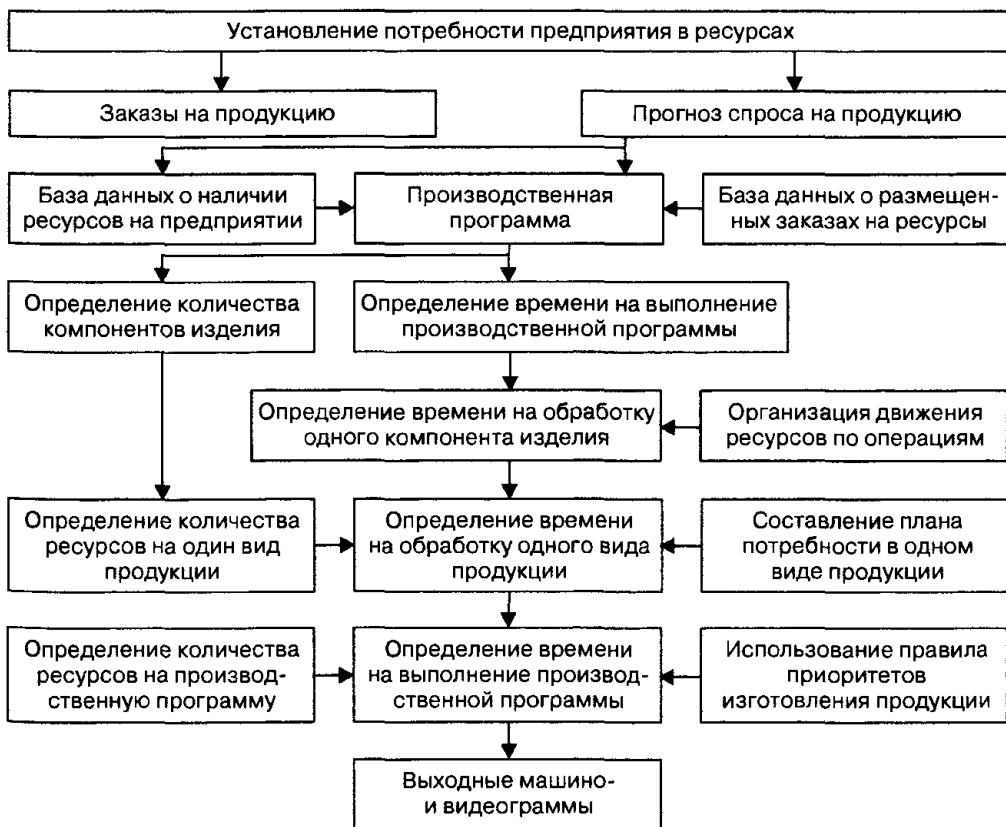 Установление потребности предприятия в ресурсах
Заказы на продукцию
Прогноз спроса на продукцию
База данных о наличии
ресурсов на предприятии
Производственная
программа
База данных о размещен-
ных заказах на ресурсы
Определение количества
компонентов изделия
Определение времени на выполнение
производственной программы
Определение времени на обработку
одного компонента изделия
Организация движения
ресурсов по операциям
Определение количества
ресурсов на один вид
продукции
Определение времени
на обработку одного вида
продукции
Составление плана
потребности в одном
виде продукции
Определение количества
ресурсов на производ-
ственную программу
Определение времени
на выполнение производ-
ственной программы
Использование правила
приоритетов
изготовления продукции
Выходные машино-
и видеограммы